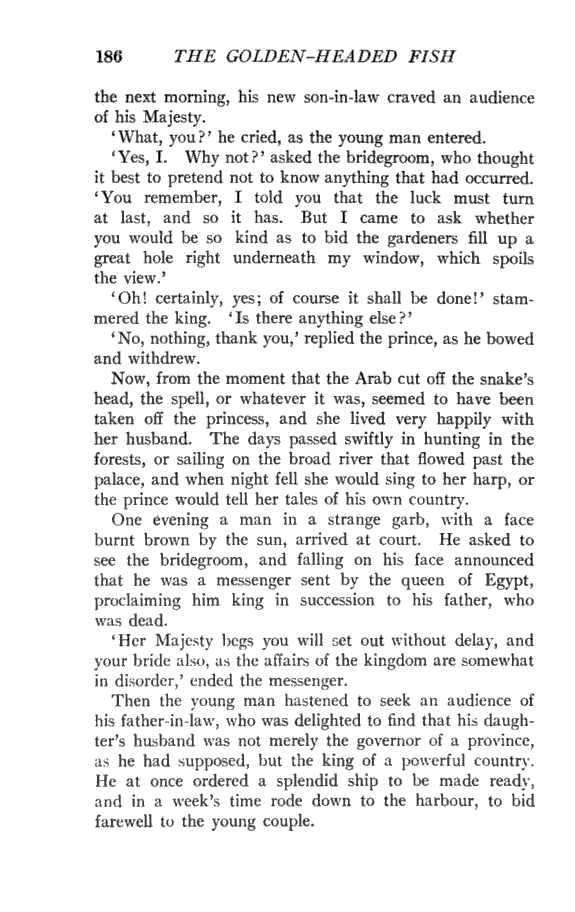 186 THE GOLDEN-HEADED FISH
the next morning, his new son-in-law craved an audience
of his Majesty.
‘What, you?’ he cried, as the young man entered.
‘Yes, I. Why not?’ asked the bridegroom, who thought
it best to pretend not to know anything that had occurred.
‘You remember, I told you that the luck must turn
at last, and so it has. But I came to ask whether
you would be so kind as to bid the gardeners fill up a
great hole right underneath my window, which spoils
the view.’
‘Oh! certainly, yes; of course it shall be done!’ stam-
mered the king. ‘Is there anything else?’
‘No, nothing, thank you,’ replied the prince, as he bowed
and withdrew.
Now, from the moment that the Arab cut off the snake’s
head, the spell, or whatever it was, seemed to have been
taken off the princess, and she lived very happily with
her husband. The days passed swiftly in hunting in the
forests, or sailing on the broad river that flowed past the
palace, and when night fell she would sing to her harp, or
the prince would tell her tales of his own country.
One evening a man in a strange garb, with a face
burnt brown by the sun, arrived at court. He asked to
see the bridegroom, and falling on his face announced
that he was a messenger sent by the queen of Egypt,
proclaiming him king in succession to his father, who
was dead.
‘Her Majesty begs you will set out without delay, and
your bride also, as the affairs of the kingdom are somewhat
in disorder,’ ended the messenger.
Then the young man hastened to seek an audience of
his father-in-law, who was delighted to find that his daugh-
ter’s husband was not merely the governor of a province,
as he had supposed, but the king of a powerful country.
He at once ordered a splendid ship to be made ready,
and in a week’s time rode down to the harbour, to bid
farewell to the young couple.